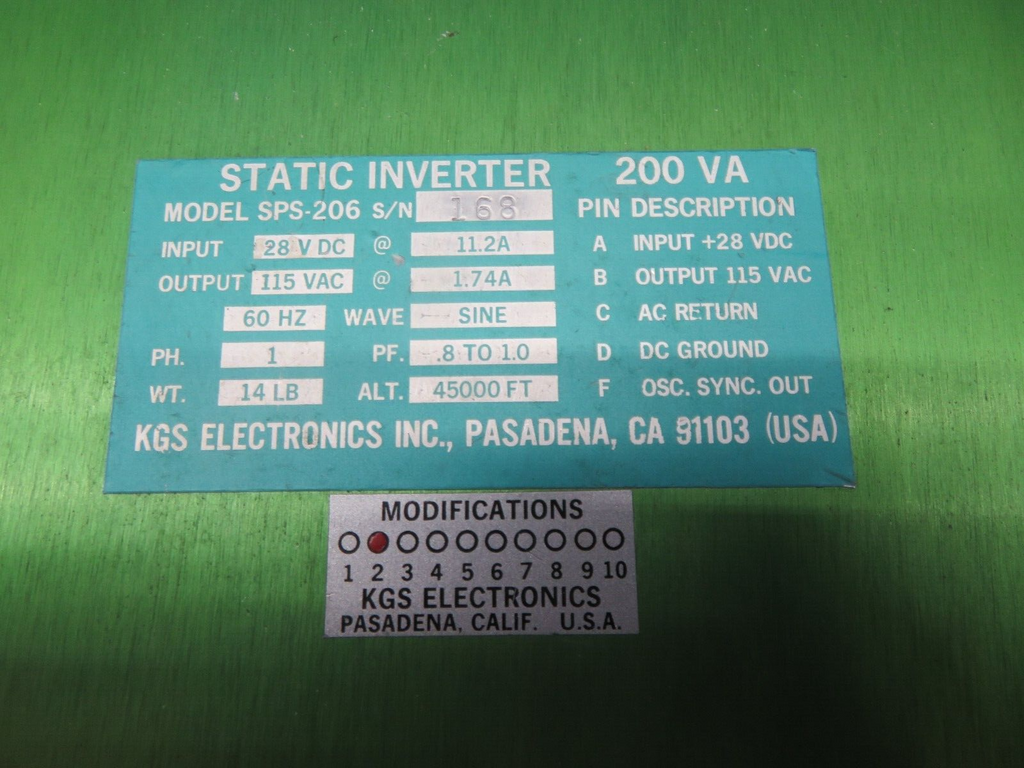 STATIC INVERTER 200 VA
MODEL SPS-206 S/N 168 PIN DESCRIPTION
INPUT 28 V DC @ 11.2A A INPUT +28 VDC
OUTPUT 115 VAC @ 1.74A B OUTPUT 115 VAC
60 HZ WAVE SINE C AC RETURN
PH. 1 PF. .8 TO 1.0 D DC GROUND
WT. 14 LB ALT. 45000 FT F OSC. SYNC. OUT
KGS ELECTRONICS INC., PASADENA, CA 91103 (USA)
MODIFICATIONS
1 2 3 4 5 6 7 8 9 10
KGS ELECTRONICS
PASADENA, CALIF. U.S.A.